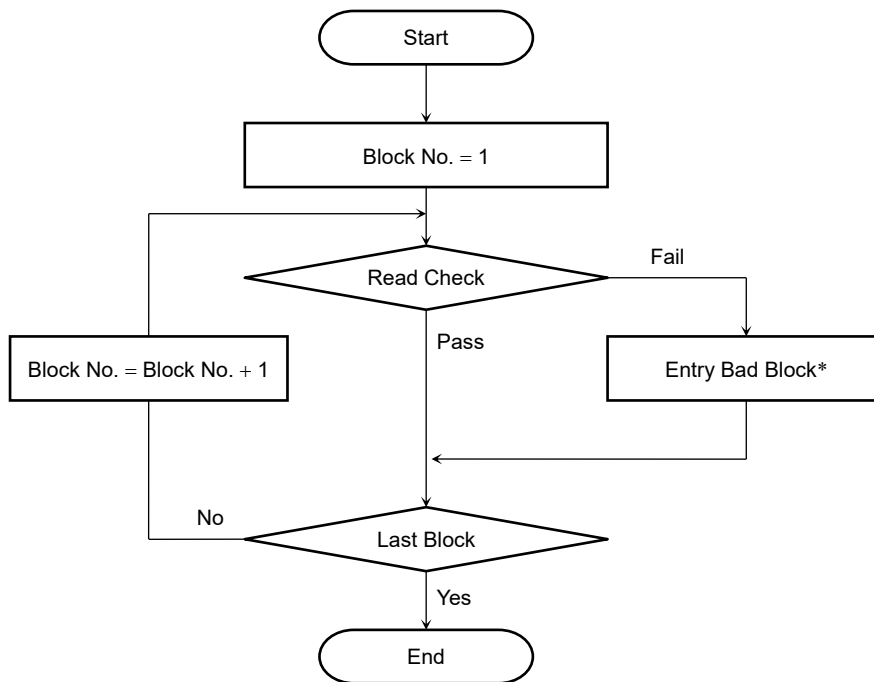 Start
Block No. = 1
Read Check
Fail
Pass
Block No. = Block No. + 1
Entry Bad Block*
No
Last Block
Yes
End